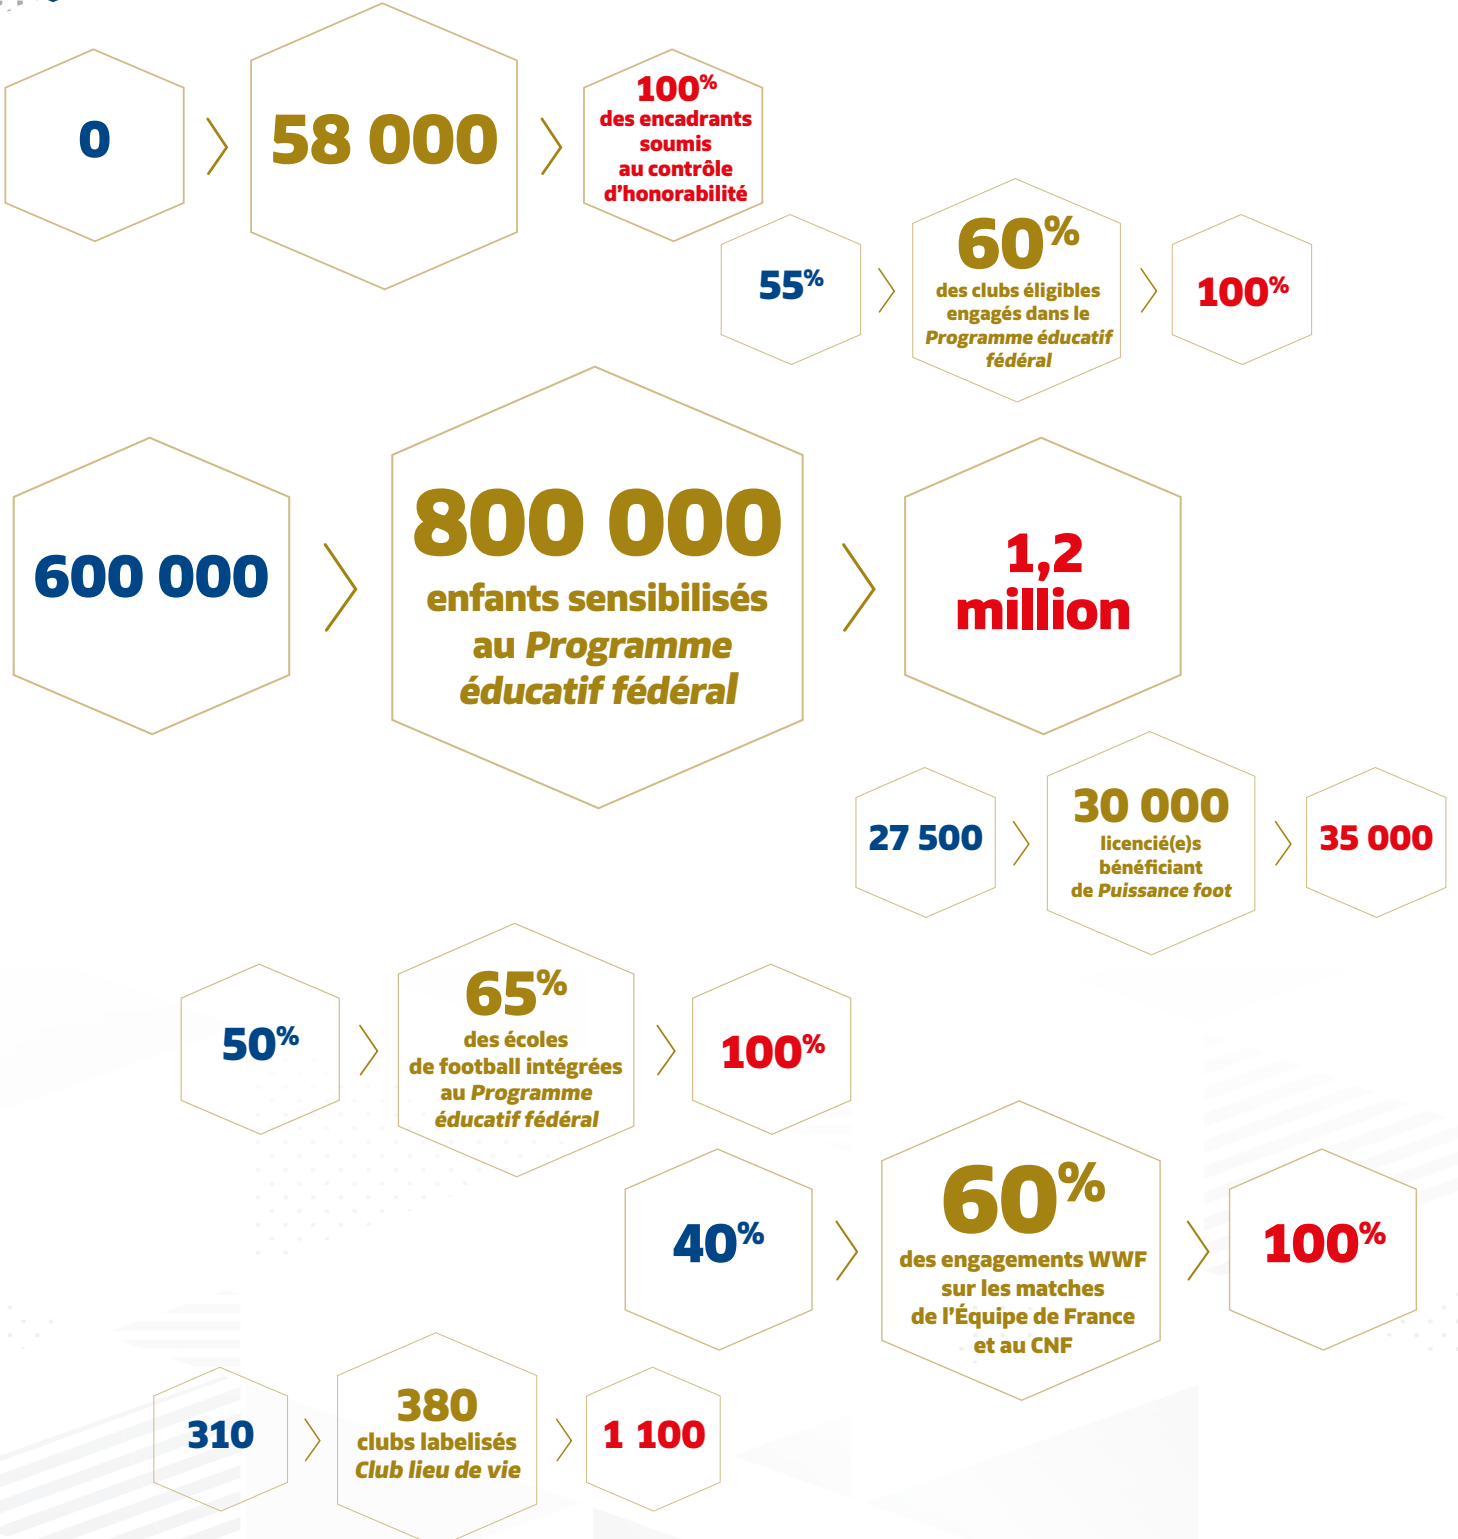 0
58 000
100%
des encadrants
soumis
au contrôle
d’honorabilité
55%
60%
des clubs éligibles
engagés dans le
Programme éducatif
fédéral
100%
600 000
800 000
enfants sensibilisés
au Programme
éducatif fédéral
1,2
million
27 500
30 000
licencié(e)s
bénéficiant
de Puissance foot
35 000
50%
65%
des écoles
de football intégrées
au Programme
éducatif fédéral
100%
40%
60%
des engagements WWF
sur les matches
de l’Équipe de France
et au CNF
100%
310
380
clubs labelisés
Club lieu de vie
1 100